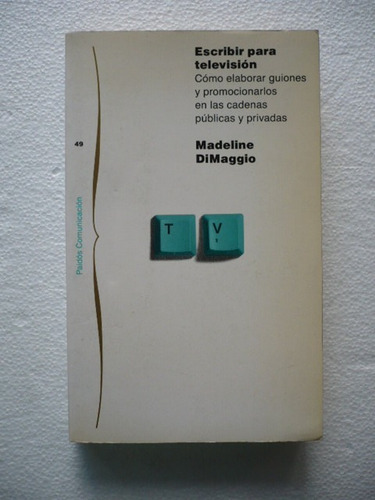 Escribir para
televisión
Cómo elaborar guiones
y promocionarlos
en las cadenas
públicas y privadas
Madeline
DiMaggio
49
Paidós Comunicación
T V
,